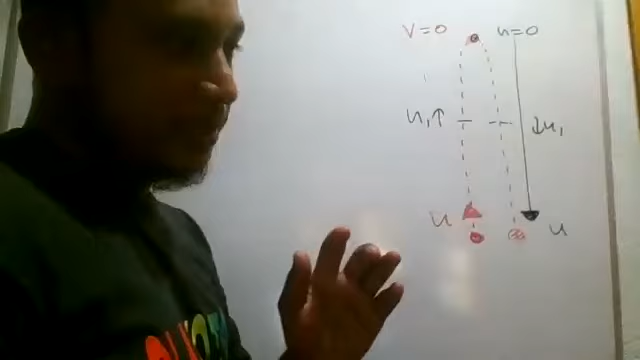 V=0 u=0
u₁↑ ↓u₁
u u